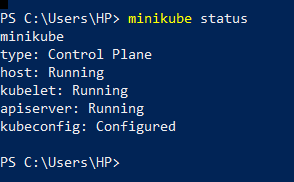 PS C:\Users\HP> minikube status
minikube
type: Control Plane
host: Running
kubelet: Running
apiserver: Running
kubeconfig: Configured
PS C:\Users\HP>